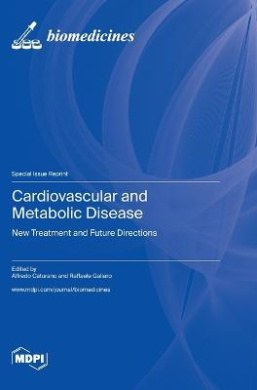 biomedicines
Special Issue Reprint
Cardiovascular and
Metabolic Disease
New Treatment and Future Directions
Edited by
Alfredo Caturano and Raffaele Galiero
www.mdpi.com/journal/biomedicines
MDPI